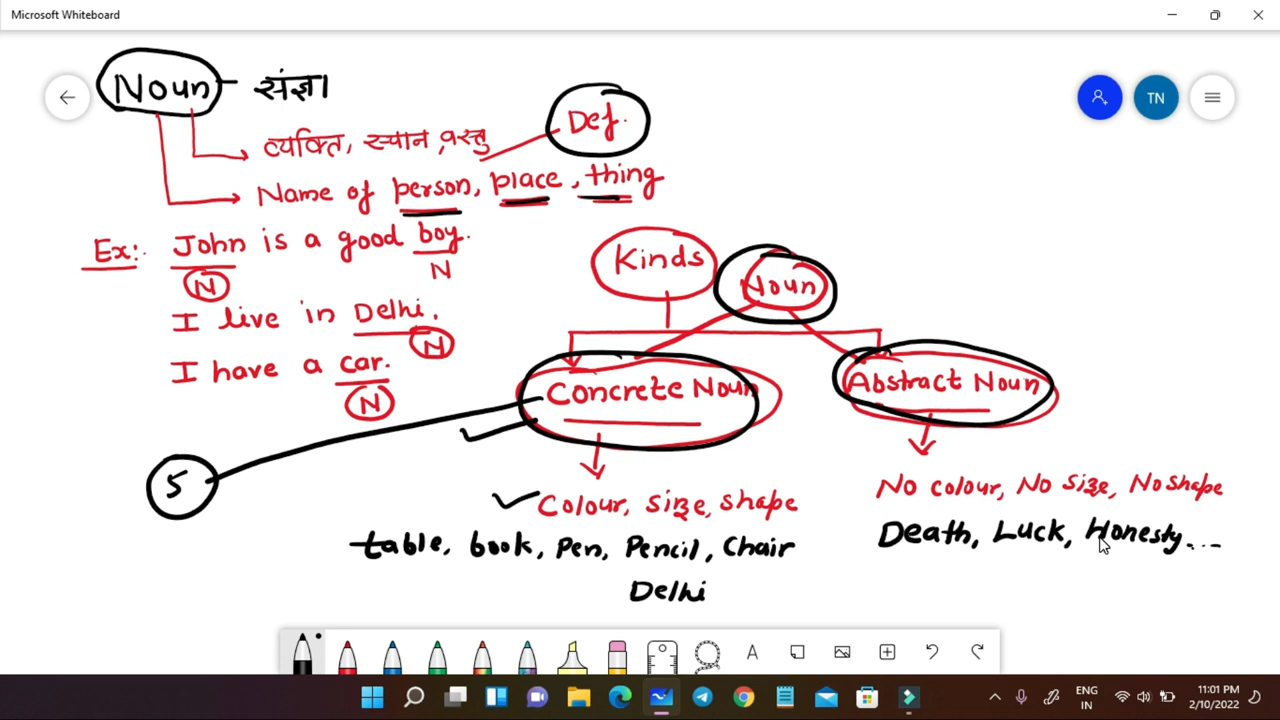 Microsoft Whiteboard
Noun - संज्ञा
TN
Def.
व्यक्ति, स्थान, वस्तु
Name of person, place, thing
Ex:- John is a good boy.
N
N
I live in Delhi.
N
I have a car.
N
Kinds
Noun
Concrete Noun
Abstract Noun
5
Colour, size, shape
No colour, No size, No shape
table, book, Pen, Pencil, Chair
Death, Luck, Honesty...
Delhi
A
ENG
IN
11:01 PM
2/10/2022